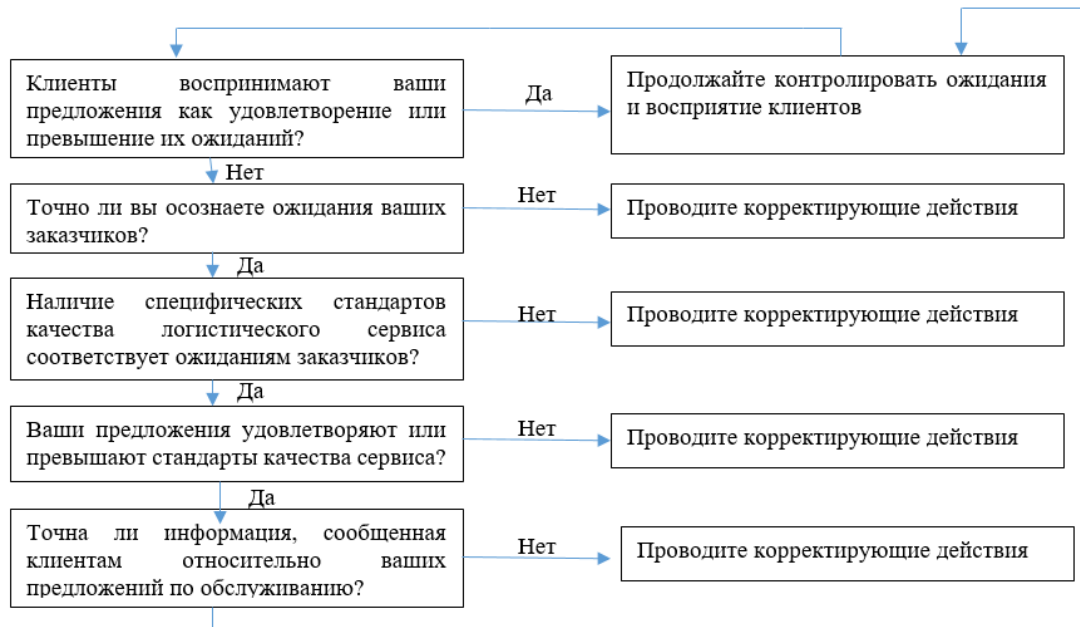 Клиенты воспринимают ваши
предложения как удовлетворение или
превышение их ожиданий?
Да
Продолжайте контролировать ожидания
и восприятие клиентов
Нет
Точно ли вы осознаете ожидания ваших
заказчиков?
Нет
Проводите корректирующие действия
Да
Наличие специфических стандартов
качества логистического сервиса
соответствует ожиданиям заказчиков?
Нет
Проводите корректирующие действия
Да
Ваши предложения удовлетворяют или
превышают стандарты качества сервиса?
Нет
Проводите корректирующие действия
Да
Точна ли информация, сообщенная
клиентам относительно ваших
предложений по обслуживанию?
Нет
Проводите корректирующие действия